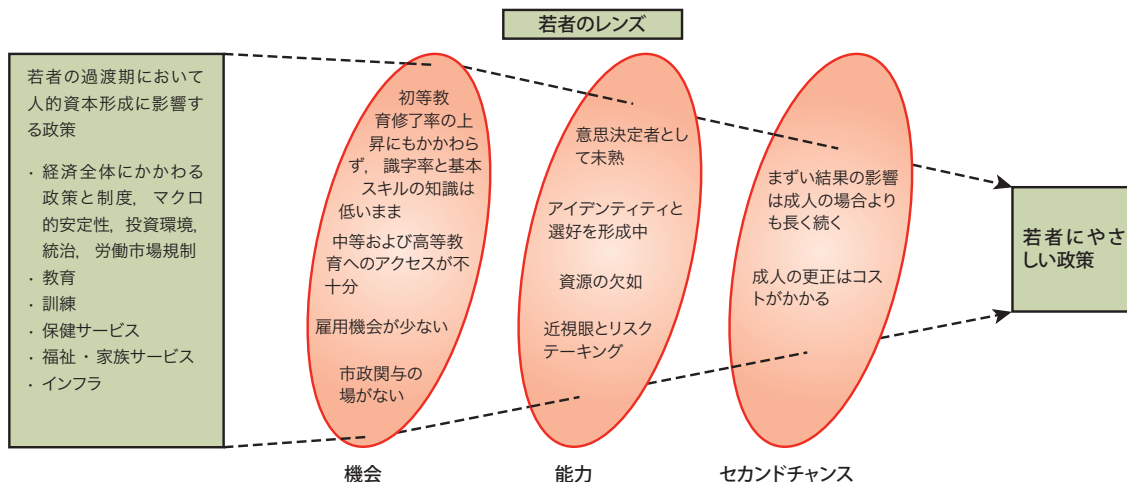 若者のレンズ
若者の過渡期において
人的資本形成に影響す
る政策
・ 経済全体にかかわる
政策と制度，マクロ
的安定性，投資環境，
統治，労働市場規制
・ 教育
・ 訓練
・ 保健サービス
・ 福祉・家族サービス
・ インフラ
初等教
育修了率の上
昇にもかかわら
ず，識字率と基本
スキルの知識は
低いまま
中等および高等教
育へのアクセスが不
十分
雇用機会が少ない
市政関与の
場がない
機会
意思決定者とし
て未熟
アイデンティティと
選好を形成中
資源の欠如
近視眼とリスク
テーキング
能力
まずい結果の影響
は成人の場合より
も長く続く
成人の更正はコス
トがかかる
セカンドチャンス
若者にやさ
しい政策